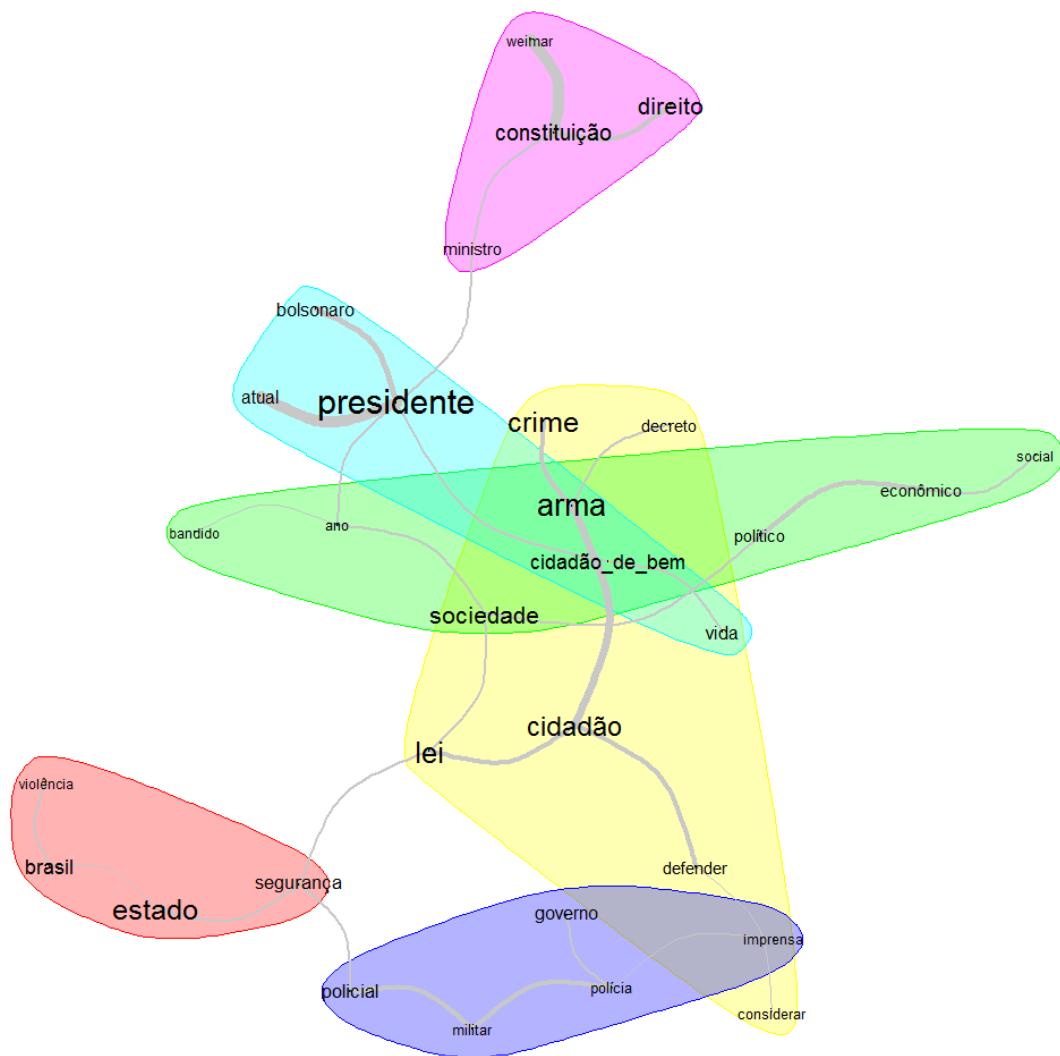 weimar
direito
constituição
ministro
bolsonaro
atual
presidente
crime
decreto
social
econômico
arma
bandido
ano
político
cidadão_de_bem
sociedade
vida
cidadão
lei
violência
brasil
segurança
defender
estado
governo
imprensa
policial
polícia
considerar
militar